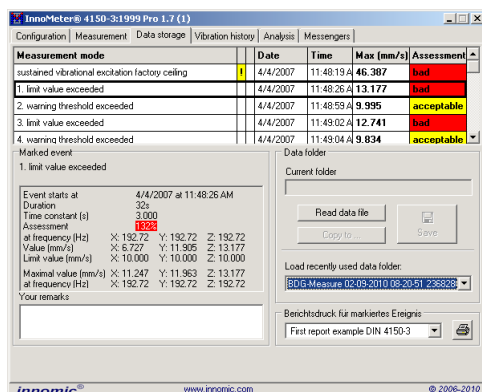 InnoMeter® 4150-3:1999 Pro 1.7 (1)
Configuration Measurement Data storage Vibration history Analysis Messengers
Measurement mode Date Time Max (mm/s) Assessment
sustained vibrational excitation factory ceiling ! 4/4/2007 11:48:19 A 46.387 bad
1. limit value exceeded 4/4/2007 11:48:26 A 13.177 bad
2. warning threshold exceeded 4/4/2007 11:48:59 A 9.995 acceptable
3. limit value exceeded 4/4/2007 11:49:02 A 12.741 bad
4. warning threshold exceeded 4/4/2007 11:49:04 A 9.834 acceptable
Marked event
1. limit value exceeded
Event starts at 4/4/2007 at 11:48:26 AM
Duration 32s
Time constant (s) 3.000
Assessment 132%
at frequency (Hz) X: 192.72 Y: 192.72 Z: 192.72
Value (mm/s) X: 6.727 Y: 11.905 Z: 13.177
Limit value (mm/s) X: 10.000 Y: 10.000 Z: 10.000
Maximal value (mm/s) X: 11.247 Y: 11.963 Z: 13.177
at frequency (Hz) X: 192.72 Y: 192.72 Z: 192.72
Your remarks
Data folder
Current folder
Read data file
Copy to ...
Save
Load recently used data folder:
BDG-Measure 02-09-2010 08-20-51 236828
Berichtsdruck für markiertes Ereignis
First report example DIN 4150-3
innomic® www.innomic.com © 2006-2010